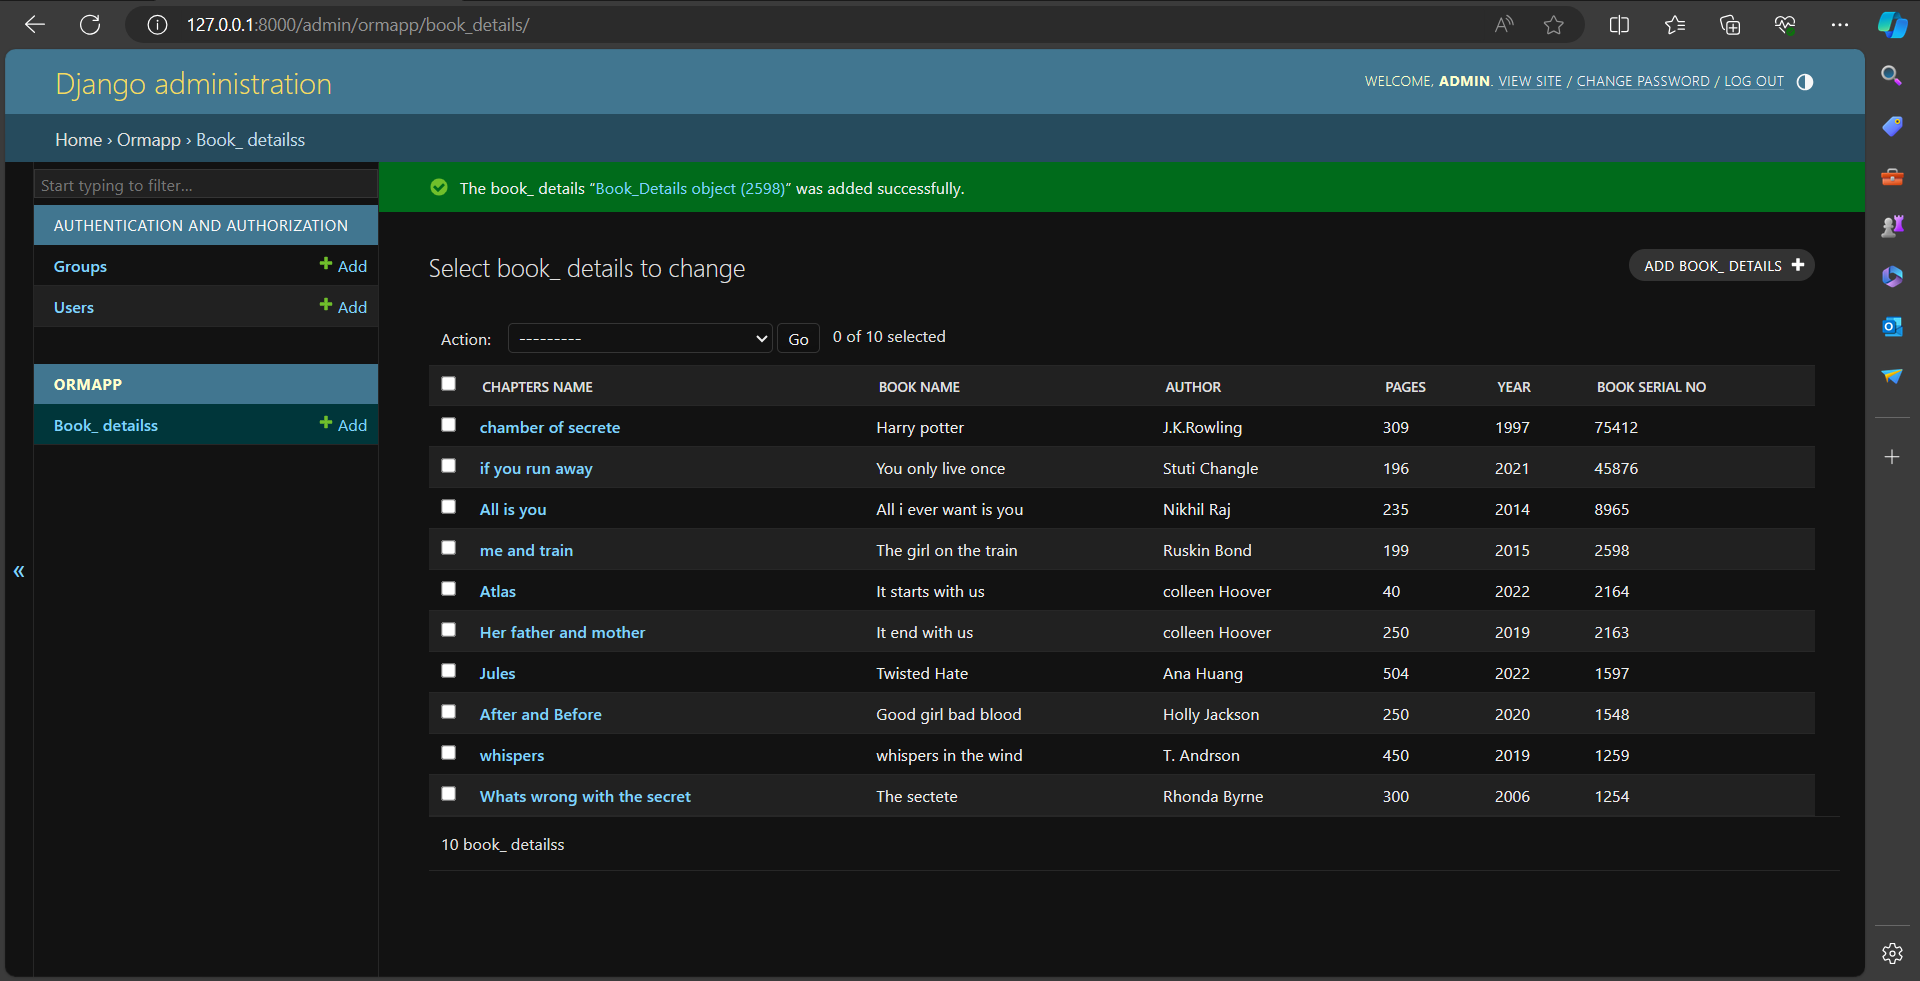 127.0.0.1:8000/admin/ormapp/book_details/
Django administration
WELCOME, ADMIN. VIEW SITE / CHANGE PASSWORD / LOG OUT
Home › Ormapp › Book_ detailss
Start typing to filter...
AUTHENTICATION AND AUTHORIZATION
Groups + Add
Users + Add
ORMAPP
Book_ detailss + Add
«
The book_ details “Book_Details object (2598)” was added successfully.
Select book_ details to change
ADD BOOK_ DETAILS +
Action: --------- Go 0 of 10 selected
CHAPTERS NAME BOOK NAME AUTHOR PAGES YEAR BOOK SERIAL NO
chamber of secrete Harry potter J.K.Rowling 309 1997 75412
if you run away You only live once Stuti Changle 196 2021 45876
All is you All i ever want is you Nikhil Raj 235 2014 8965
me and train The girl on the train Ruskin Bond 199 2015 2598
Atlas It starts with us colleen Hoover 40 2022 2164
Her father and mother It end with us colleen Hoover 250 2019 2163
Jules Twisted Hate Ana Huang 504 2022 1597
After and Before Good girl bad blood Holly Jackson 250 2020 1548
whispers whispers in the wind T. Andrson 450 2019 1259
Whats wrong with the secret The sectete Rhonda Byrne 300 2006 1254
10 book_ detailss